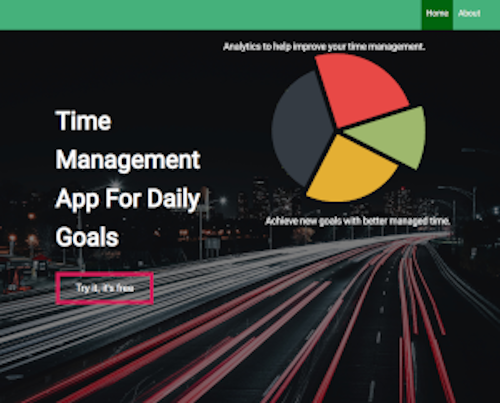 Home About
Analytics to help improve your time management.
Time
Management
App For Daily
Goals
Achieve new goals with better managed time.
Try it, it's free